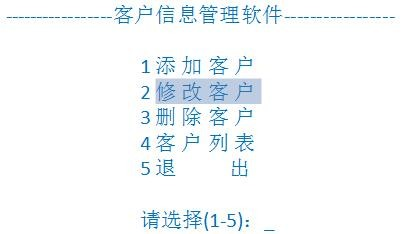 -----------------客户信息管理软件-----------------
1 添 加 客 户
2 修 改 客 户
3 删 除 客 户
4 客 户 列 表
5 退 出
请选择(1-5)：_